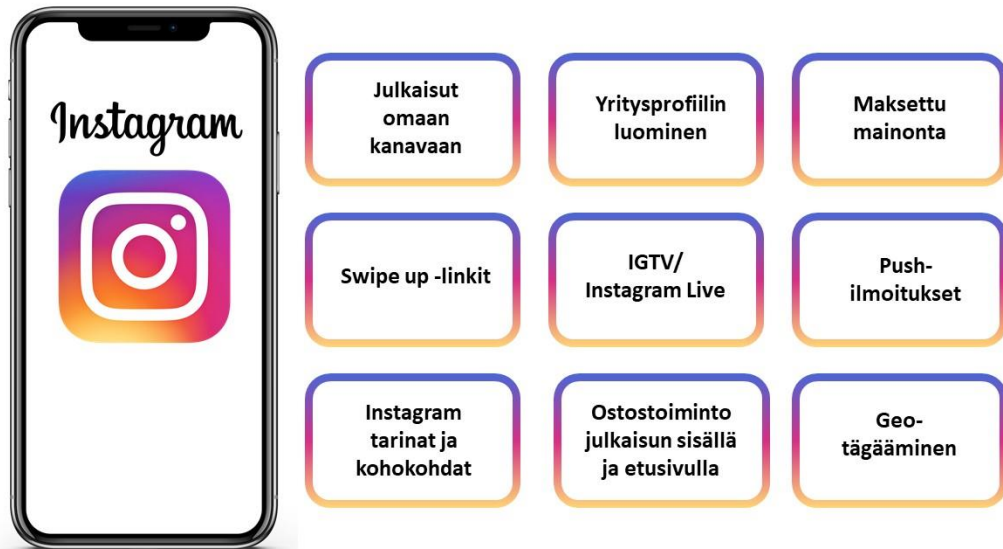 Instagram
Julkaisut
omaan
kanavaan
Yritysprofiilin
luominen
Maksettu
mainonta
Swipe up -linkit
IGTV/
Instagram Live
Push-
ilmoitukset
Instagram
tarinat ja
kohokohdat
Ostostoiminto
julkaisun sisällä
ja etusivulla
Geo-
tägääminen